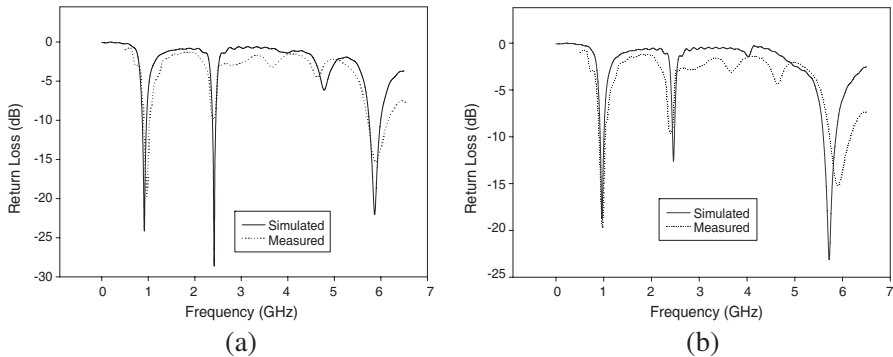 0
-5
-10
-15
-20
-25
-30
Return Loss (dB)
Simulated
Measured
0 1 2 3 4 5 6 7
Frequency (GHz)
(a)
0
-5
-10
-15
-20
-25
Return Loss (dB)
Simulated
Measured
0 1 2 3 4 5 6 7
Frequency (GHz)
(b)